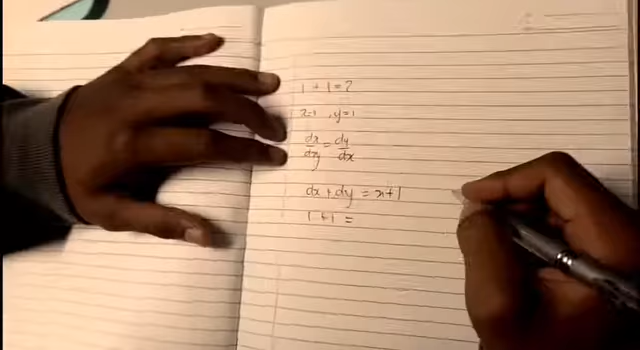 1 + 1 = ?
x=1 , y=1
dx/dy = dy/dx
dx + dy = x+1
1 + 1 =